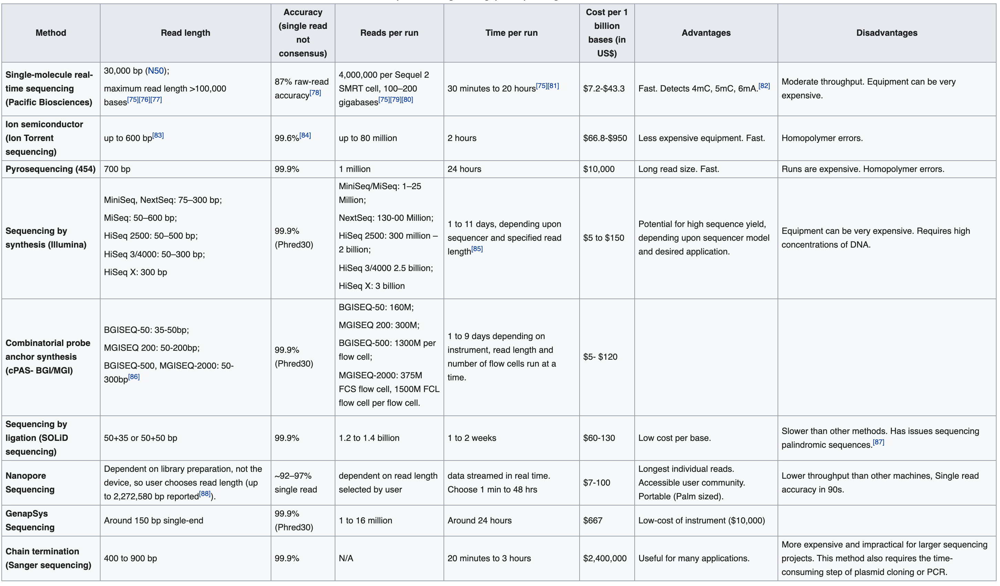 Method
Read length
Accuracy
(single read
not
consensus)
Reads per run
Time per run
Cost per 1
billion
bases (in
US$)
Advantages
Disadvantages
Single-molecule real-
time sequencing
(Pacific Biosciences)
30,000 bp (N50);
maximum read length >100,000
bases[75][76][77]
87% raw-read
accuracy[78]
4,000,000 per Sequel 2
SMRT cell, 100–200
gigabases[75][79][80]
30 minutes to 20 hours[75][81]
$7.2-$43.3
Fast. Detects 4mC, 5mC, 6mA.[82]
Moderate throughput. Equipment can be very
expensive.
Ion semiconductor
(Ion Torrent
sequencing)
up to 600 bp[83]
99.6%[84]
up to 80 million
2 hours
$66.8-$950
Less expensive equipment. Fast.
Homopolymer errors.
Pyrosequencing (454)
700 bp
99.9%
1 million
24 hours
$10,000
Long read size. Fast.
Runs are expensive. Homopolymer errors.
Sequencing by
synthesis (Illumina)
MiniSeq, NextSeq: 75–300 bp;
MiSeq: 50–600 bp;
HiSeq 2500: 50–500 bp;
HiSeq 3/4000: 50–300 bp;
HiSeq X: 300 bp
99.9%
(Phred30)
MiniSeq/MiSeq: 1–25
Million;
NextSeq: 130-00 Million;
HiSeq 2500: 300 million –
2 billion;
HiSeq 3/4000 2.5 billion;
HiSeq X: 3 billion
1 to 11 days, depending upon
sequencer and specified read
length[85]
$5 to $150
Potential for high sequence yield,
depending upon sequencer model
and desired application.
Equipment can be very expensive. Requires high
concentrations of DNA.
Combinatorial probe
anchor synthesis
(cPAS- BGI/MGI)
BGISEQ-50: 35-50bp;
MGISEQ 200: 50-200bp;
BGISEQ-500, MGISEQ-2000: 50-
300bp[86]
99.9%
(Phred30)
BGISEQ-50: 160M;
MGISEQ 200: 300M;
BGISEQ-500: 1300M per
flow cell;
MGISEQ-2000: 375M
FCS flow cell, 1500M FCL
flow cell per flow cell.
1 to 9 days depending on
instrument, read length and
number of flow cells run at a
time.
$5- $120
Sequencing by
ligation (SOLiD
sequencing)
50+35 or 50+50 bp
99.9%
1.2 to 1.4 billion
1 to 2 weeks
$60-130
Low cost per base.
Slower than other methods. Has issues sequencing
palindromic sequences.[87]
Nanopore
Sequencing
Dependent on library preparation, not the
device, so user chooses read length (up
to 2,272,580 bp reported[88]).
~92–97%
single read
dependent on read length
selected by user
data streamed in real time.
Choose 1 min to 48 hrs
$7-100
Longest individual reads.
Accessible user community.
Portable (Palm sized).
Lower throughput than other machines, Single read
accuracy in 90s.
GenapSys
Sequencing
Around 150 bp single-end
99.9%
(Phred30)
1 to 16 million
Around 24 hours
$667
Low-cost of instrument ($10,000)
Chain termination
(Sanger sequencing)
400 to 900 bp
99.9%
N/A
20 minutes to 3 hours
$2,400,000
Useful for many applications.
More expensive and impractical for larger sequencing
projects. This method also requires the time-
consuming step of plasmid cloning or PCR.